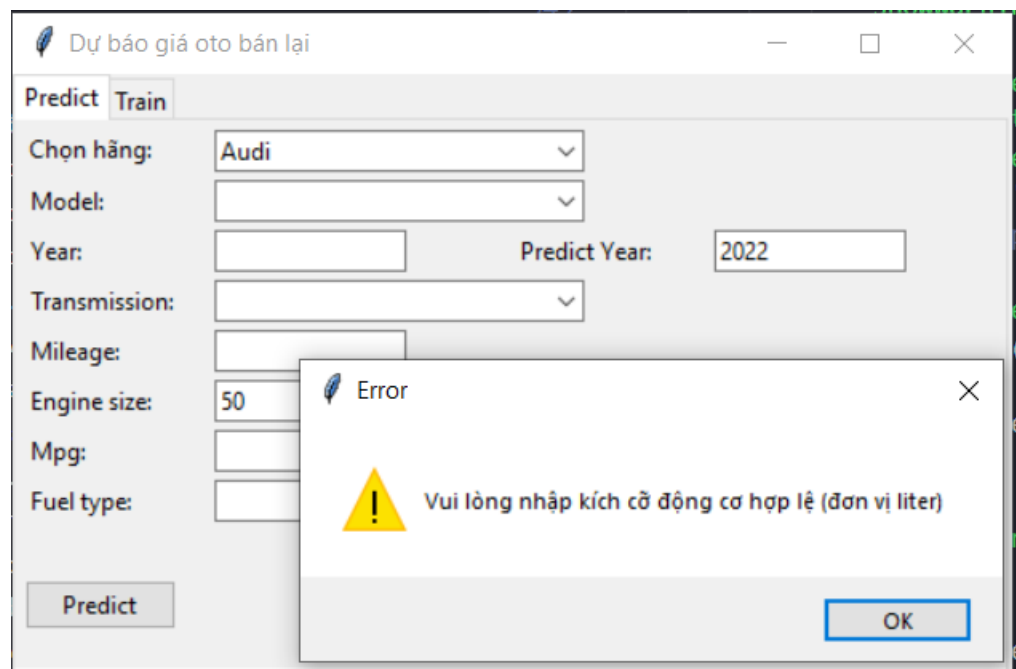 Dự báo giá oto bán lại
Predict Train
Chọn hãng: Audi
Model:
Year: Predict Year: 2022
Transmission:
Mileage:
Engine size: 50
Mpg:
Fuel type:
Predict
Error
Vui lòng nhập kích cỡ động cơ hợp lệ (đơn vị liter)
OK